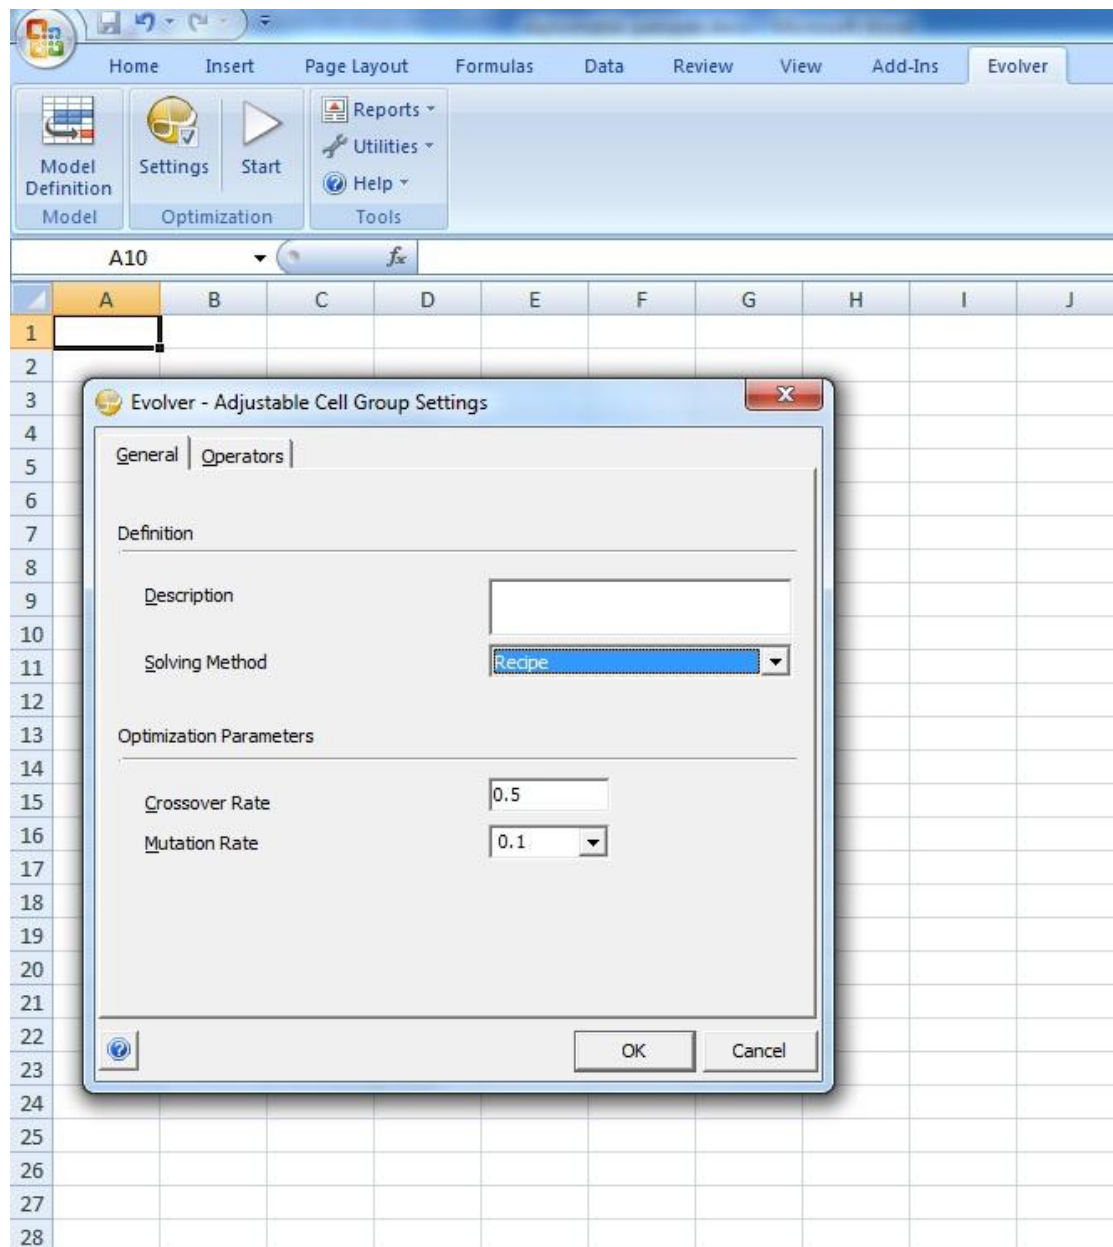 Home Insert Page Layout Formulas Data Review View Add-Ins Evolver
Model Definition
Settings
Start
Reports
Utilities
Help
Model Optimization Tools
A10 fx
A B C D E F G H I J
1
2
3
4
5
6
7
8
9
10
11
12
13
14
15
16
17
18
19
20
21
22
23
24
25
26
27
28
Evolver - Adjustable Cell Group Settings
x
General Operators
Definition
Description
Solving Method Recipe
Optimization Parameters
Crossover Rate 0.5
Mutation Rate 0.1
? OK Cancel